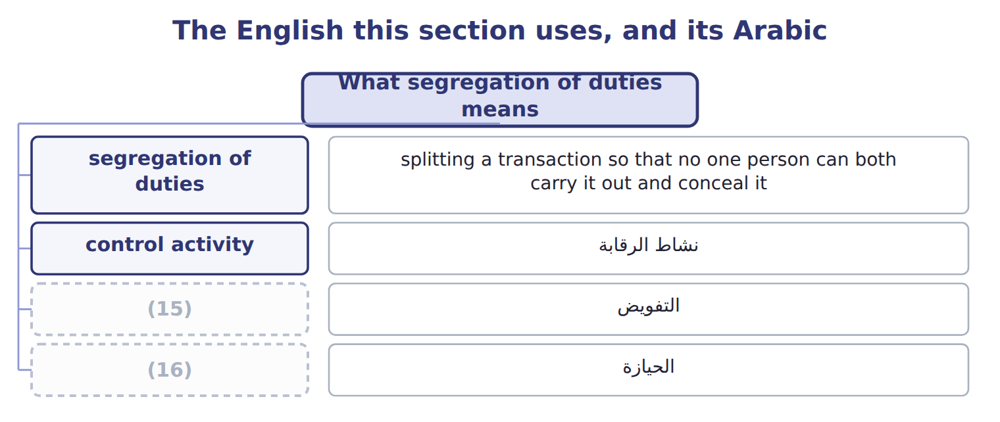 The English this section uses, and its Arabic
What segregation of duties
means
segregation of
duties
splitting a transaction so that no one person can both
carry it out and conceal it
control activity
نشاط الرقابة
(15)
التفويض
(16)
الحيازة